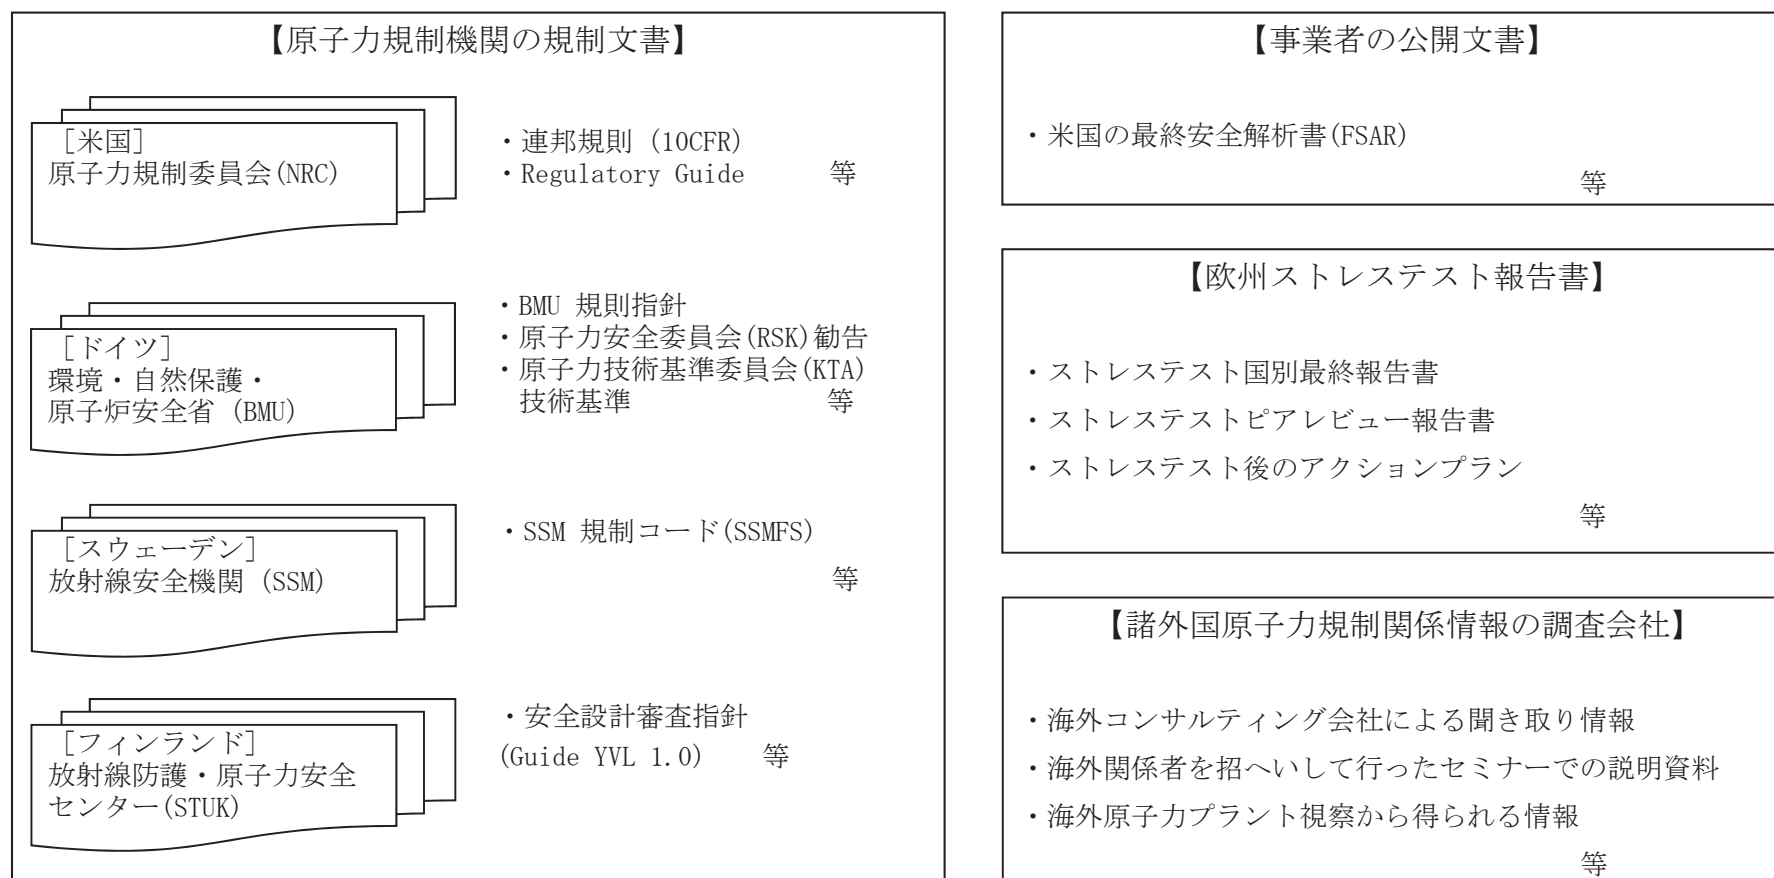 【原子力規制機関の規制文書】
［米国］
原子力規制委員会(NRC)
・連邦規則 (10CFR)
・Regulatory Guide 等
［ドイツ］
環境・自然保護・
原子炉安全省 (BMU)
・BMU 規則指針
・原子力安全委員会(RSK)勧告
・原子力技術基準委員会(KTA)
技術基準 等
［スウェーデン］
放射線安全機関 (SSM)
・SSM 規制コード(SSMFS)
等
［フィンランド］
放射線防護・原子力安全
センター(STUK)
・安全設計審査指針
(Guide YVL 1.0) 等
【事業者の公開文書】
・米国の最終安全解析書(FSAR)
等
【欧州ストレステスト報告書】
・ストレステスト国別最終報告書
・ストレステストピアレビュー報告書
・ストレステスト後のアクションプラン
等
【諸外国原子力規制関係情報の調査会社】
・海外コンサルティング会社による聞き取り情報
・海外関係者を招へいして行ったセミナーでの説明資料
・海外原子力プラント視察から得られる情報
等